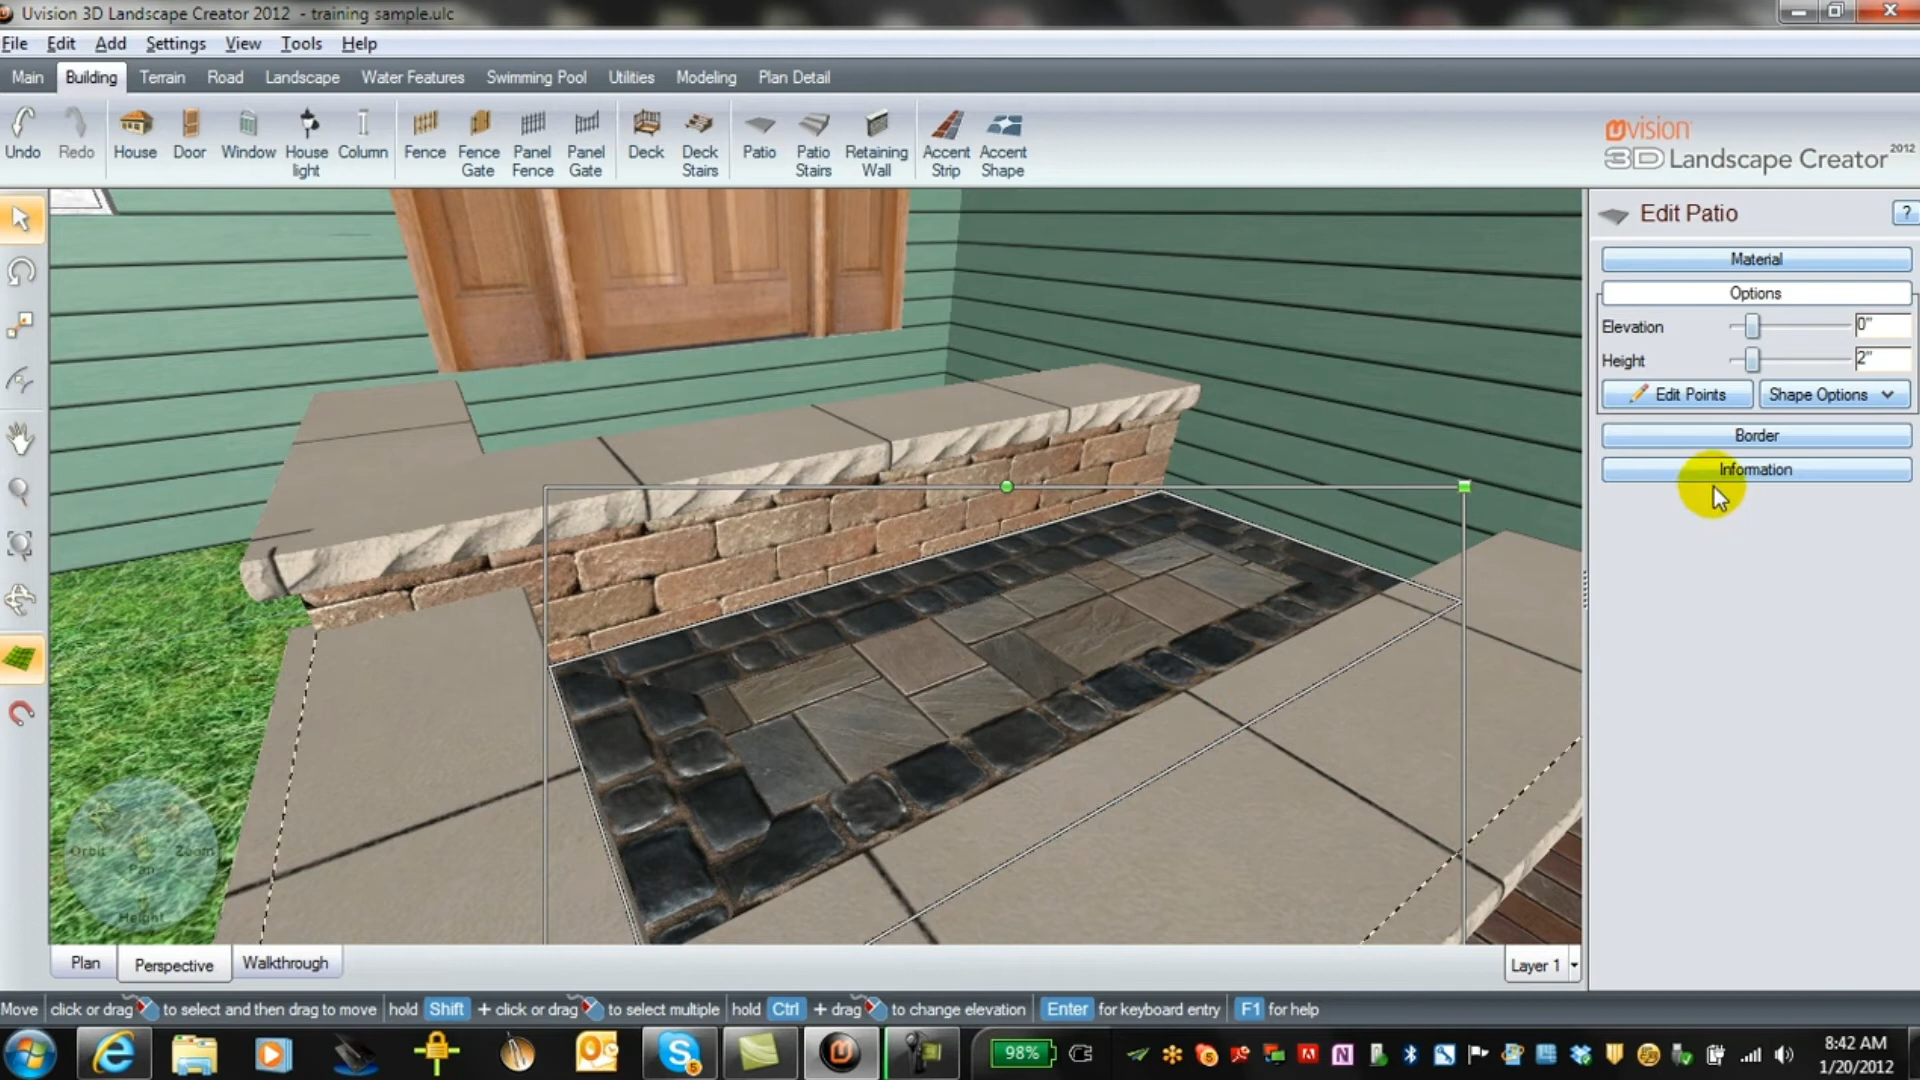 Uvision 3D Landscape Creator 2012 - training sample.ulc
File Edit Add Settings View Tools Help
Main Building Terrain Road Landscape Water Features Swimming Pool Utilities Modeling Plan Detail
Undo Redo House Door Window House light Column Fence Fence Gate Panel Fence Panel Gate Deck Deck Stairs Patio Patio Stairs Retaining Wall Accent Strip Accent Shape
uvision
3D Landscape Creator 2012
Edit Patio ?
Material
Options
Elevation 0"
Height 2"
Edit Points Shape Options
Border
Information
Orbit Zoom
Pan
Height
Plan Perspective Walkthrough Layer 1
Move click or drag to select and then drag to move hold Shift + click or drag to select multiple hold Ctrl + drag to change elevation Enter for keyboard entry F1 for help
98%
8:42 AM
1/20/2012